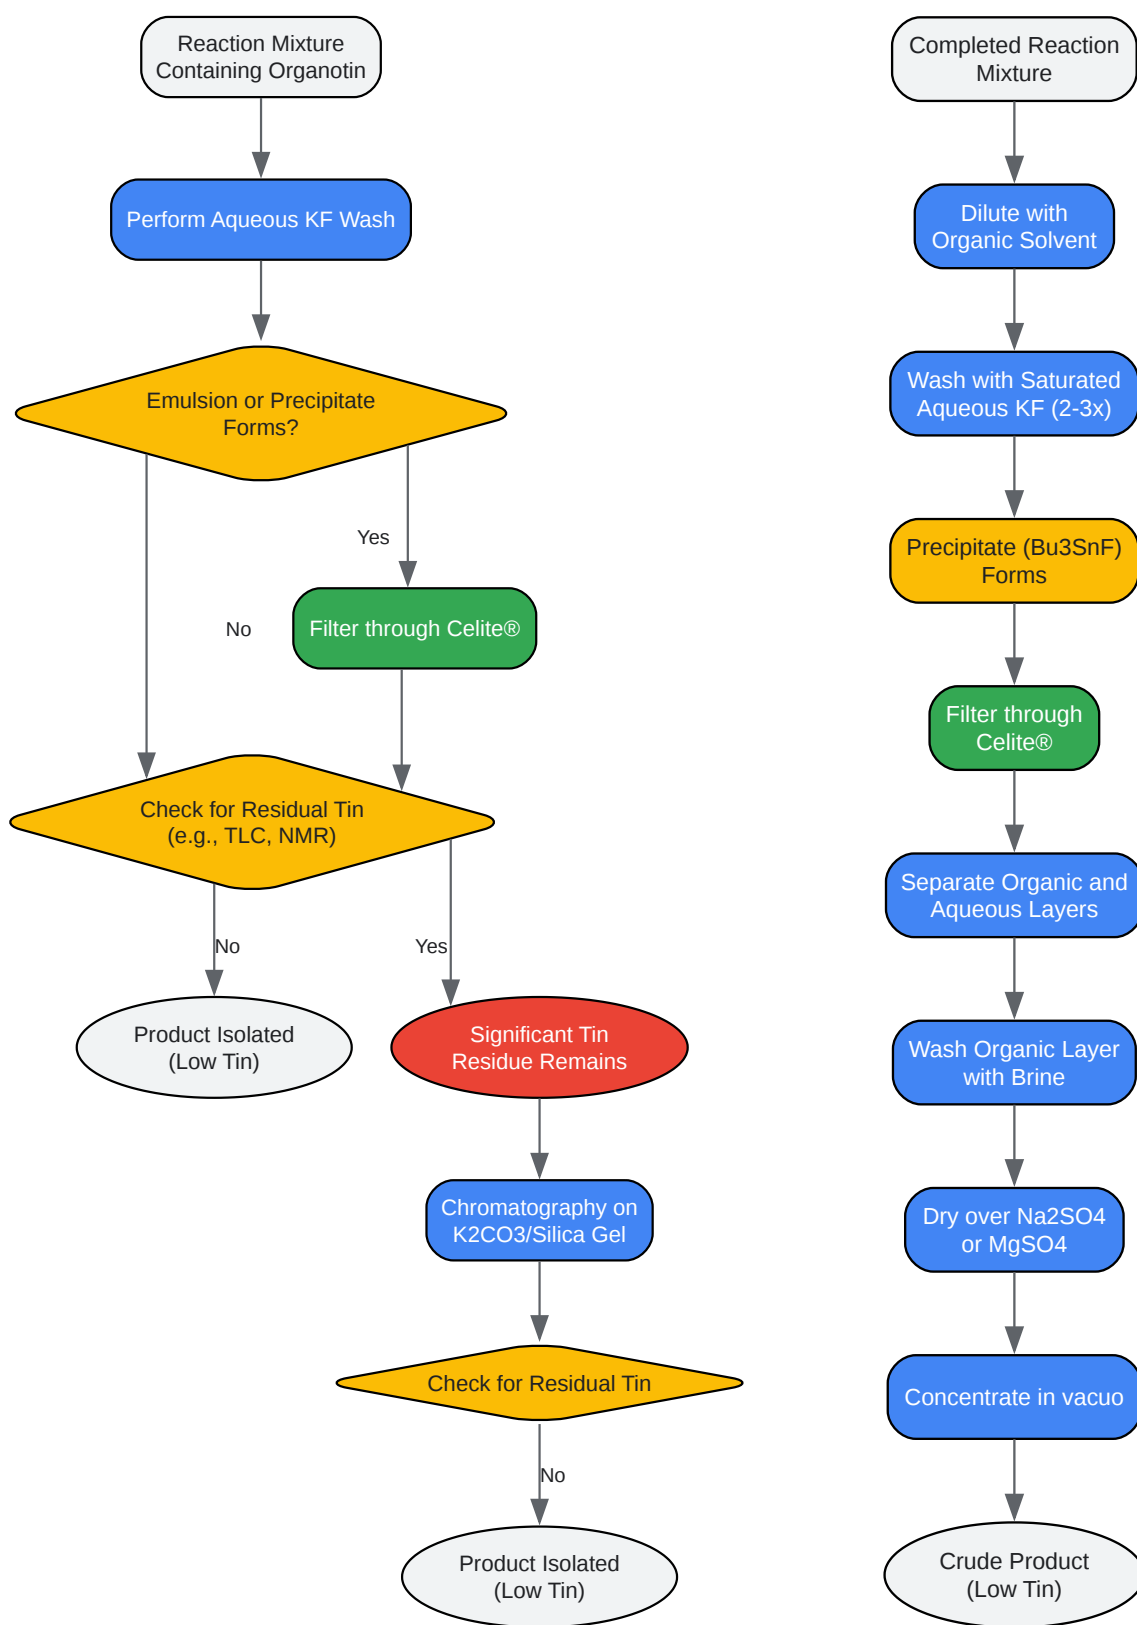 Reaction Mixture
Containing Organotin
Perform Aqueous KF Wash
Emulsion or Precipitate
Forms?
Yes
No
Filter through Celite®
Check for Residual Tin
(e.g., TLC, NMR)
No
Yes
Product Isolated
(Low Tin)
Significant Tin
Residue Remains
Chromatography on
K2CO3/Silica Gel
Check for Residual Tin
No
Product Isolated
(Low Tin)
Completed Reaction
Mixture
Dilute with
Organic Solvent
Wash with Saturated
Aqueous KF (2-3x)
Precipitate (Bu3SnF)
Forms
Filter through
Celite®
Separate Organic and
Aqueous Layers
Wash Organic Layer
with Brine
Dry over Na2SO4
or MgSO4
Concentrate in vacuo
Crude Product
(Low Tin)